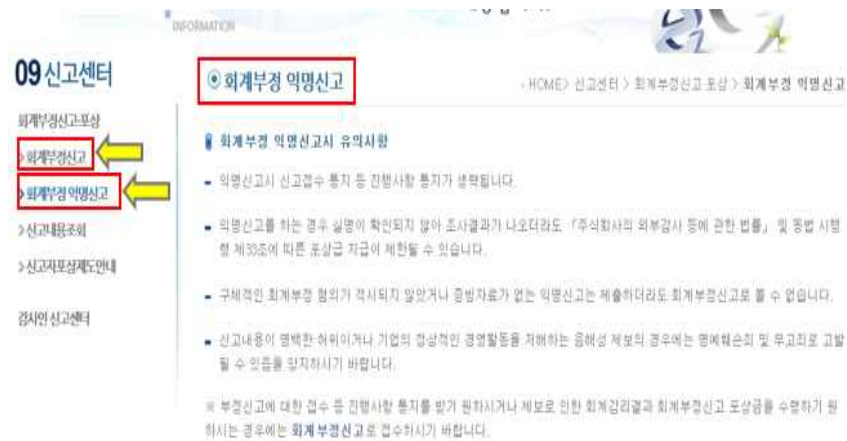 INFORMATION
09 신고센터
회계부정신고·포상
> 회계부정신고
> 회계부정 익명신고
> 신고내용조회
> 신고자포상제도안내
감사인 신고센터
회계부정 익명신고
HOME > 신고센터 > 회계부정신고 포상 > 회계부정 익명신고
회계부정 익명신고시 유의사항
- 익명신고시 신고접수 통지 등 진행사항 통지가 생략됩니다.
- 익명신고를 하는 경우 실명이 확인되지 않아 조사결과가 나오더라도 「주식회사의 외부감사 등에 관한 법률」 및 동법 시행
령 제33조에 따른 포상금 지급이 제한될 수 있습니다.
- 구체적인 회계부정 혐의가 적시되지 않았거나 증빙자료가 없는 익명신고는 제출하더라도 회계부정신고로 볼 수 없습니다.
- 신고내용이 명백한 허위이거나 기업의 정상적인 경영활동을 저해하는 음해성 제보의 경우에는 명예훼손죄 및 무고죄로 고발
될 수 있음을 양지하시기 바랍니다.
※ 부정신고에 대한 접수 등 진행사항 통지를 받기 원하시거나 제보로 인한 회계감리결과 회계부정신고 포상금을 수령하기 원
하시는 경우에는 회계부정신고로 접수하시기 바랍니다.